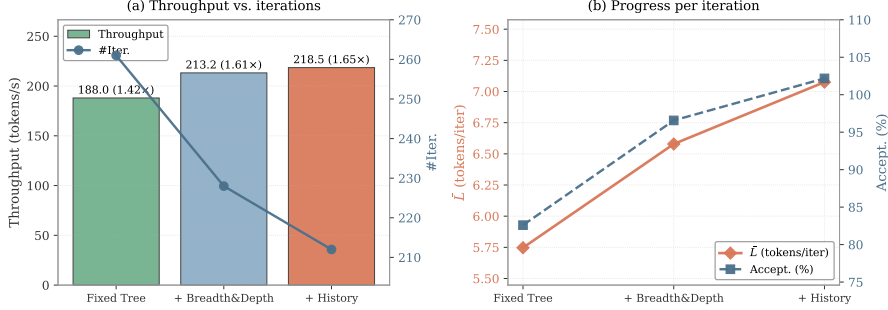 (a) Throughput vs. iterations
Throughput (tokens/s)
250
200
150
100
50
0
Throughput
#Iter.
188.0 (1.42×)
213.2 (1.61×)
218.5 (1.65×)
270
260
250
240
230
220
210
#Iter.
Fixed Tree
+ Breadth&Depth
+ History
(b) Progress per iteration
L̄ (tokens/iter)
7.50
7.25
7.00
6.75
6.50
6.25
6.00
5.75
5.50
110
105
100
95
90
85
80
75
Accept. (%)
L̄ (tokens/iter)
Accept. (%)
Fixed Tree
+ Breadth&Depth
+ History